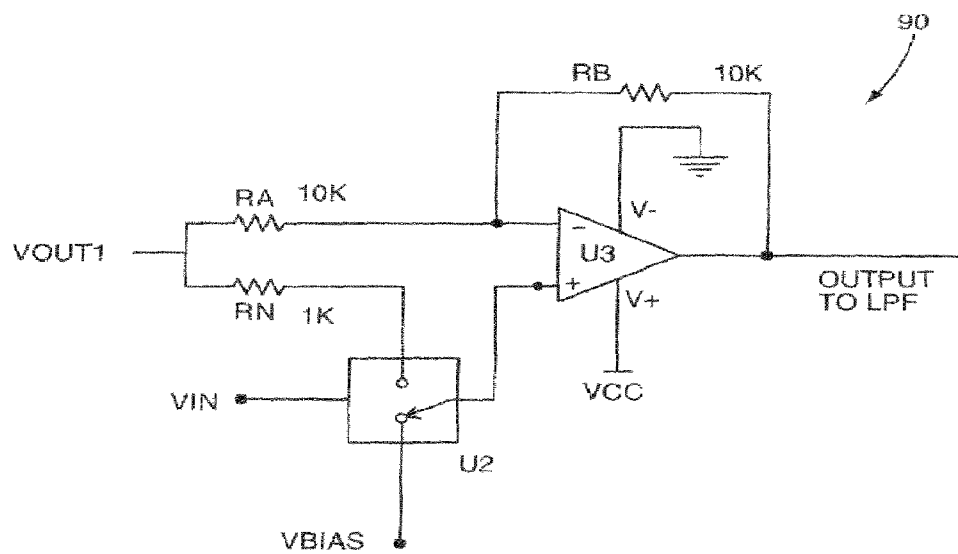 90
RB 10K
V-
RA 10K
-
U3
VOUT1
+
V+
OUTPUT
TO LPF
RN 1K
VCC
VIN
U2
VBIAS